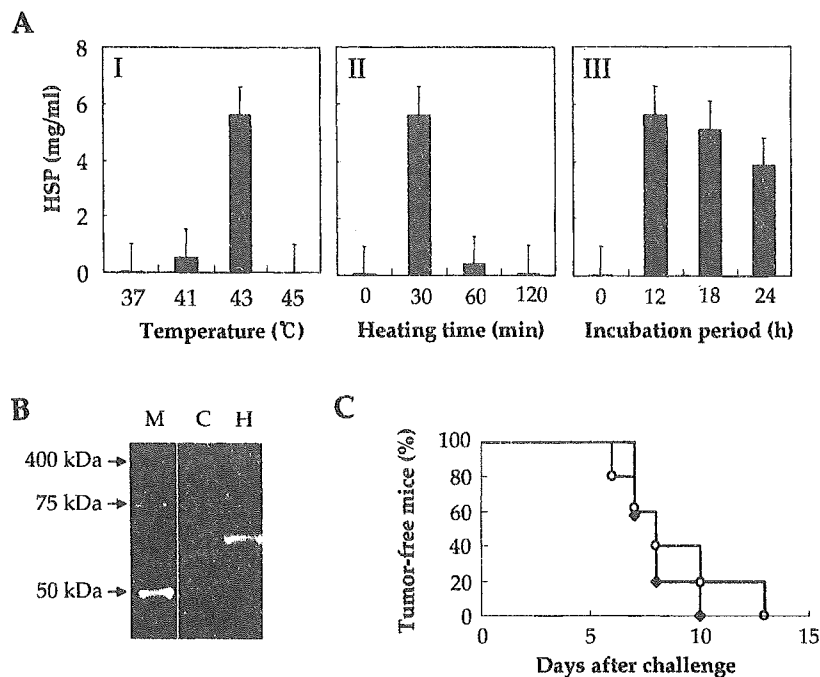 A
I
II
III
HSP (mg/ml)
8
6
4
2
0
37 41 43 45
0 30 60 120
0 12 18 24
Temperature (℃)
Heating time (min)
Incubation period (h)
B
M C H
400 kDa
75 kDa
50 kDa
C
Tumor-free mice (%)
100
80
60
40
20
0
0 5 10 15
Days after challenge